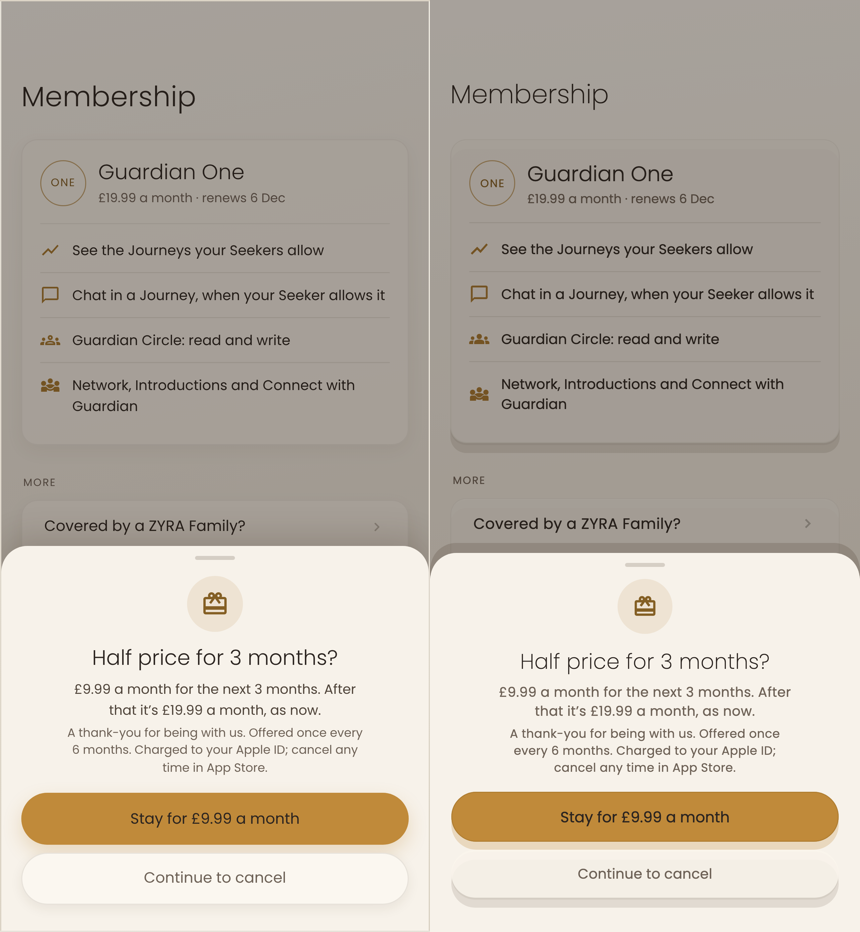 Membership
ONE
Guardian One
£19.99 a month · renews 6 Dec
See the Journeys your Seekers allow
Chat in a Journey, when your Seeker allows it
Guardian Circle: read and write
Network, Introductions and Connect with
Guardian
MORE
Covered by a ZYRA Family?
Half price for 3 months?
£9.99 a month for the next 3 months. After
that it’s £19.99 a month, as now.
A thank-you for being with us. Offered once every
6 months. Charged to your Apple ID; cancel any
time in App Store.
Stay for £9.99 a month
Continue to cancel
Membership
ONE
Guardian One
£19.99 a month · renews 6 Dec
See the Journeys your Seekers allow
Chat in a Journey, when your Seeker allows it
Guardian Circle: read and write
Network, Introductions and Connect with
Guardian
MORE
Covered by a ZYRA Family?
Half price for 3 months?
£9.99 a month for the next 3 months. After
that it’s £19.99 a month, as now.
A thank-you for being with us. Offered once
every 6 months. Charged to your Apple ID;
cancel any time in App Store.
Stay for £9.99 a month
Continue to cancel